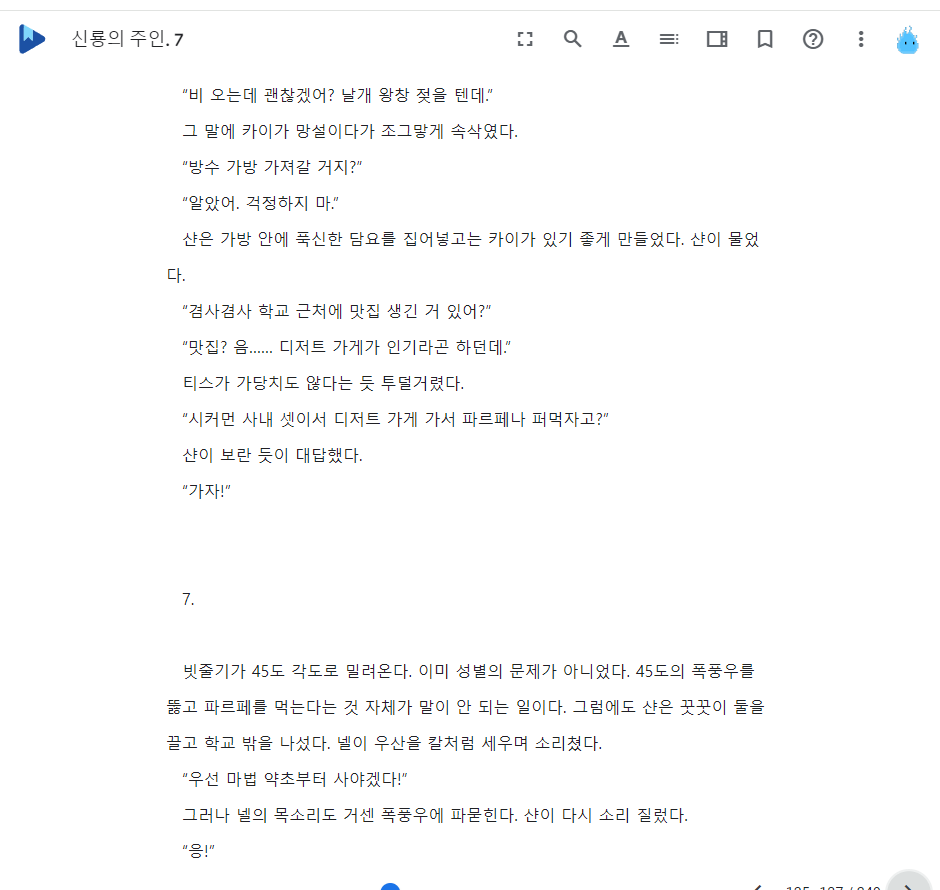 신룡의 주인. 7
“비 오는데 괜찮겠어? 날개 왕창 젖을 텐데.”
그 말에 카이가 망설이다가 조그맣게 속삭였다.
“방수 가방 가져갈 거지?”
“알았어. 걱정하지 마.”
샨은 가방 안에 푹신한 담요를 집어넣고는 카이가 있기 좋게 만들었다. 샨이 물었
다.
“겸사겸사 학교 근처에 맛집 생긴 거 있어?”
“맛집? 음…… 디저트 가게가 인기라곤 하던데.”
티스가 가당치도 않다는 듯 투덜거렸다.
“시커먼 사내 셋이서 디저트 가게 가서 파르페나 퍼먹자고?”
샨이 보란 듯이 대답했다.
“가자!”
7.
빗줄기가 45도 각도로 밀려온다. 이미 성별의 문제가 아니었다. 45도의 폭풍우를
뚫고 파르페를 먹는다는 것 자체가 말이 안 되는 일이다. 그럼에도 샨은 꿋꿋이 둘을
끌고 학교 밖을 나섰다. 넬이 우산을 칼처럼 세우며 소리쳤다.
“우선 마법 약초부터 사야겠다!”
그러나 넬의 목소리도 거센 폭풍우에 파묻힌다. 샨이 다시 소리 질렀다.
“응!”